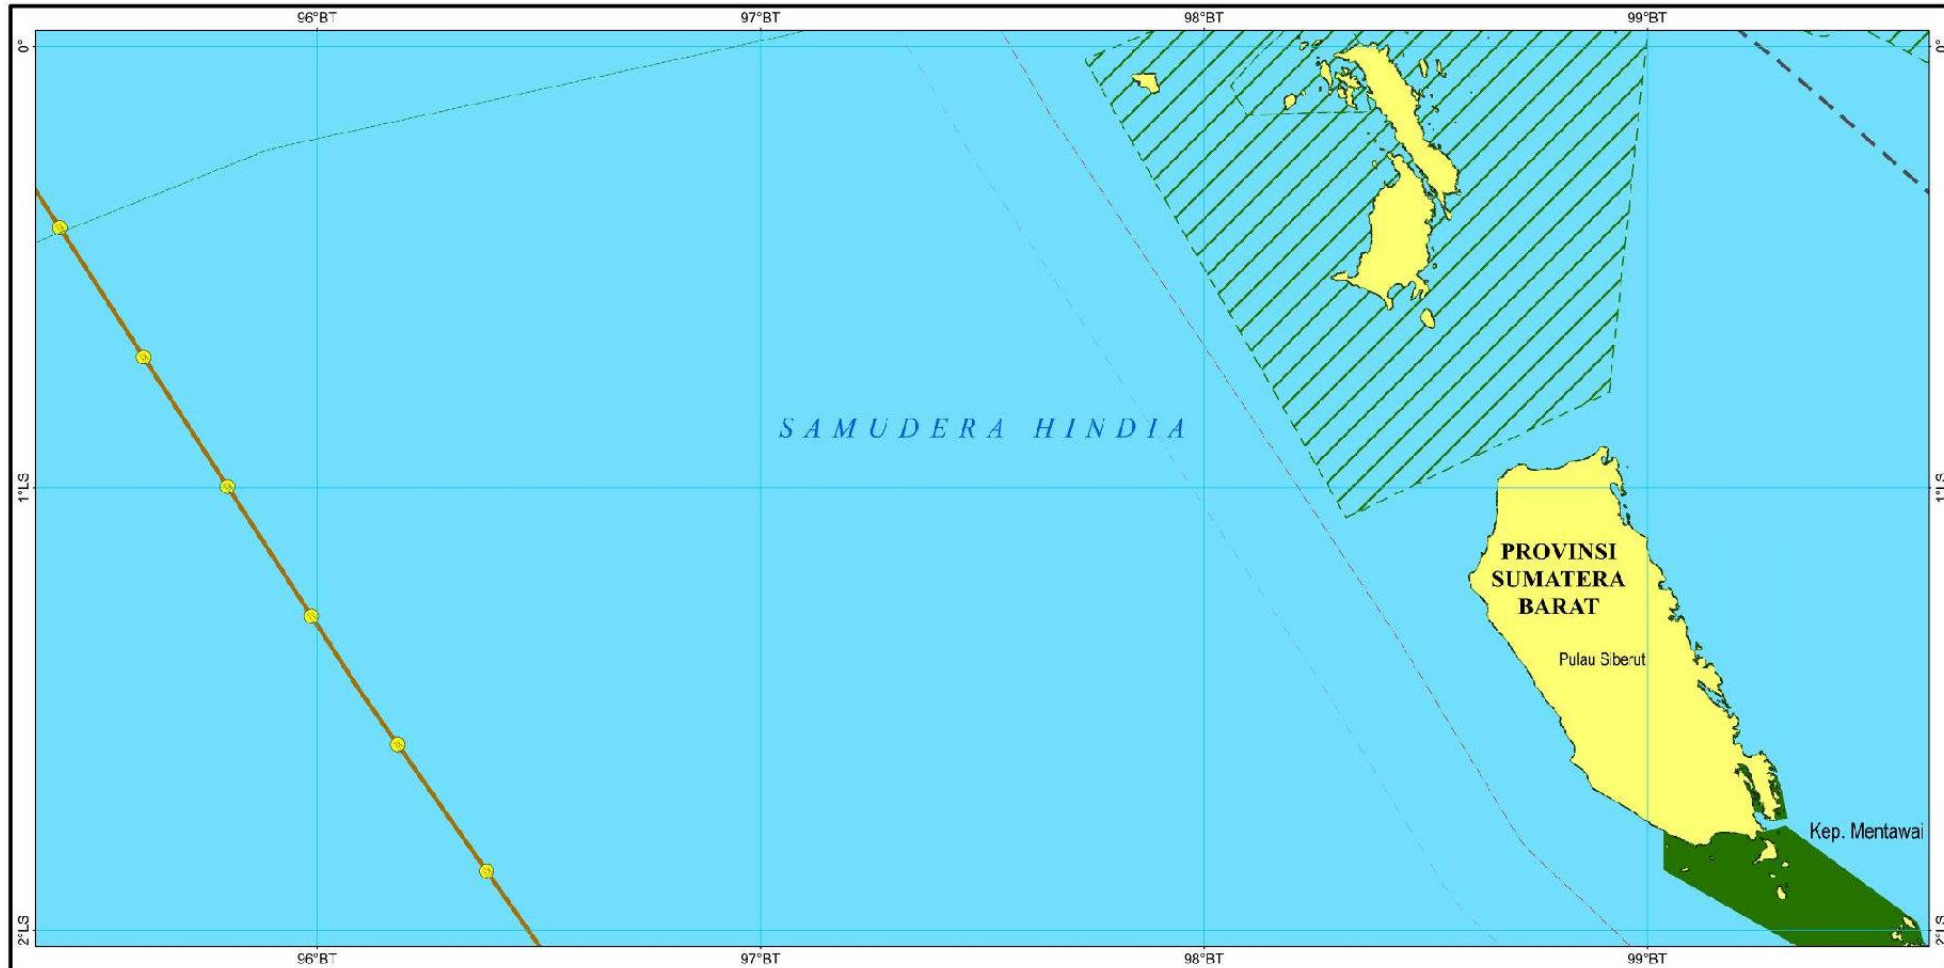 96°BT 97°BT 98°BT 99°BT
0° 0°
SAMUDERA HINDIA
1°LS 1°LS
PROVINSI
SUMATERA
BARAT
Pulau Siberut
Kep. Mentawai
2°LS 2°LS
96°BT 97°BT 98°BT 99°BT